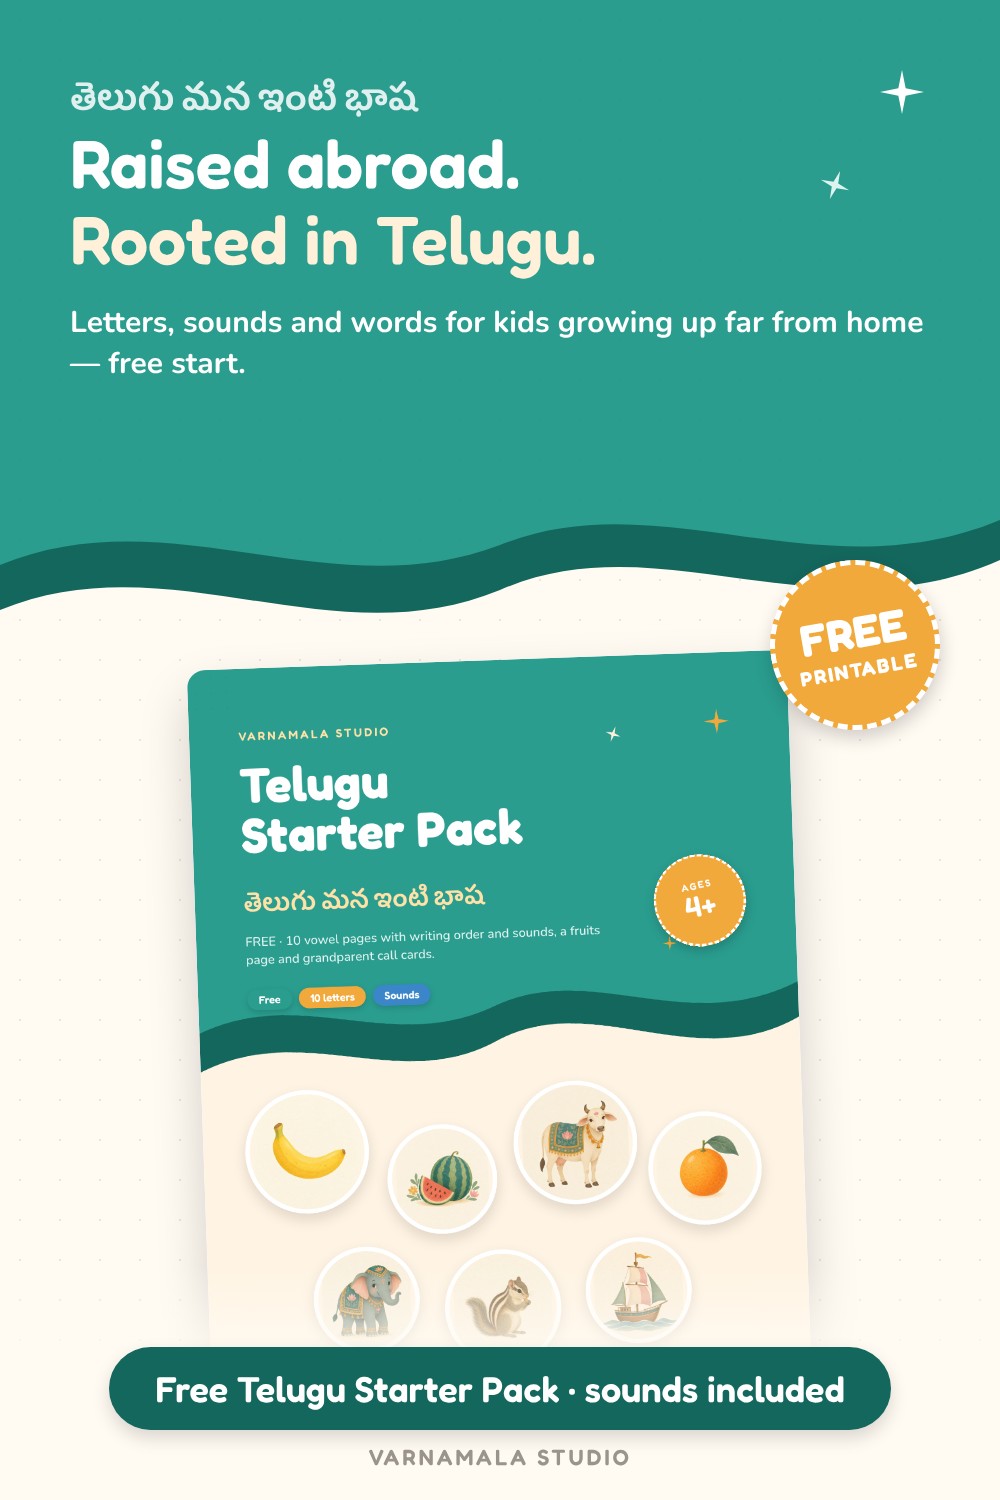 తెలుగు మన ఇంటి భాష
Raised abroad.
Rooted in Telugu.
Letters, sounds and words for kids growing up far from home
— free start.
FREE
PRINTABLE
VARNAMALA STUDIO
Telugu
Starter Pack
తెలుగు మన ఇంటి భాష
AGES
4+
FREE · 10 vowel pages with writing order and sounds, a fruits
page and grandparent call cards.
Free
10 letters
Sounds
Free Telugu Starter Pack · sounds included
VARNAMALA STUDIO